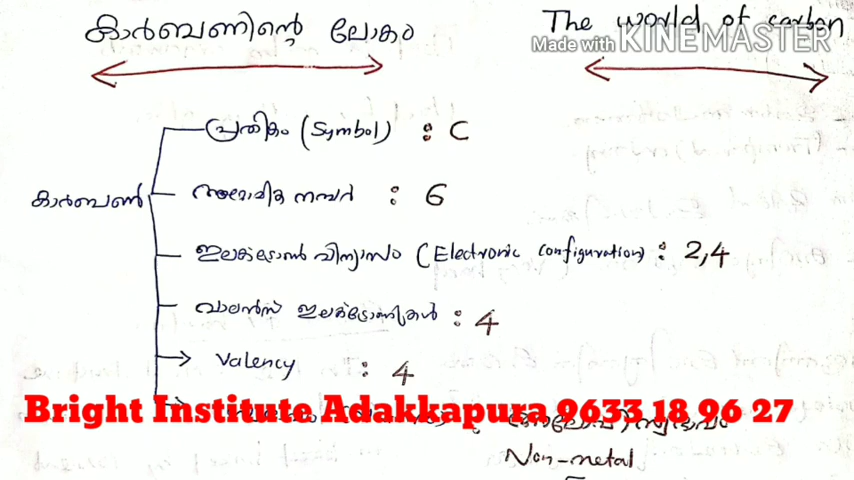 കാർബണിന്റെ ലോകം The world of carbon
Made with KINEMASTER
പ്രതീകം (Symbol) : C
കാർബൺ
അറ്റോമിക നമ്പർ : 6
ഇലക്ട്രോൺ വിന്യാസം (Electronic configuration) : 2,4
വാലൻസ് ഇലക്ട്രോണുകൾ : 4
Valency : 4
Bright Institute Adakkapura 9633 18 96 27
Non-metal